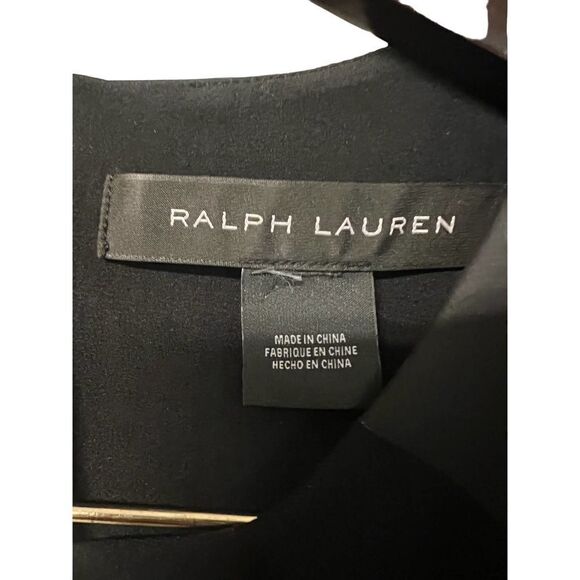 RALPH LAUREN
MADE IN CHINA
FABRIQUE EN CHINE
HECHO EN CHINA